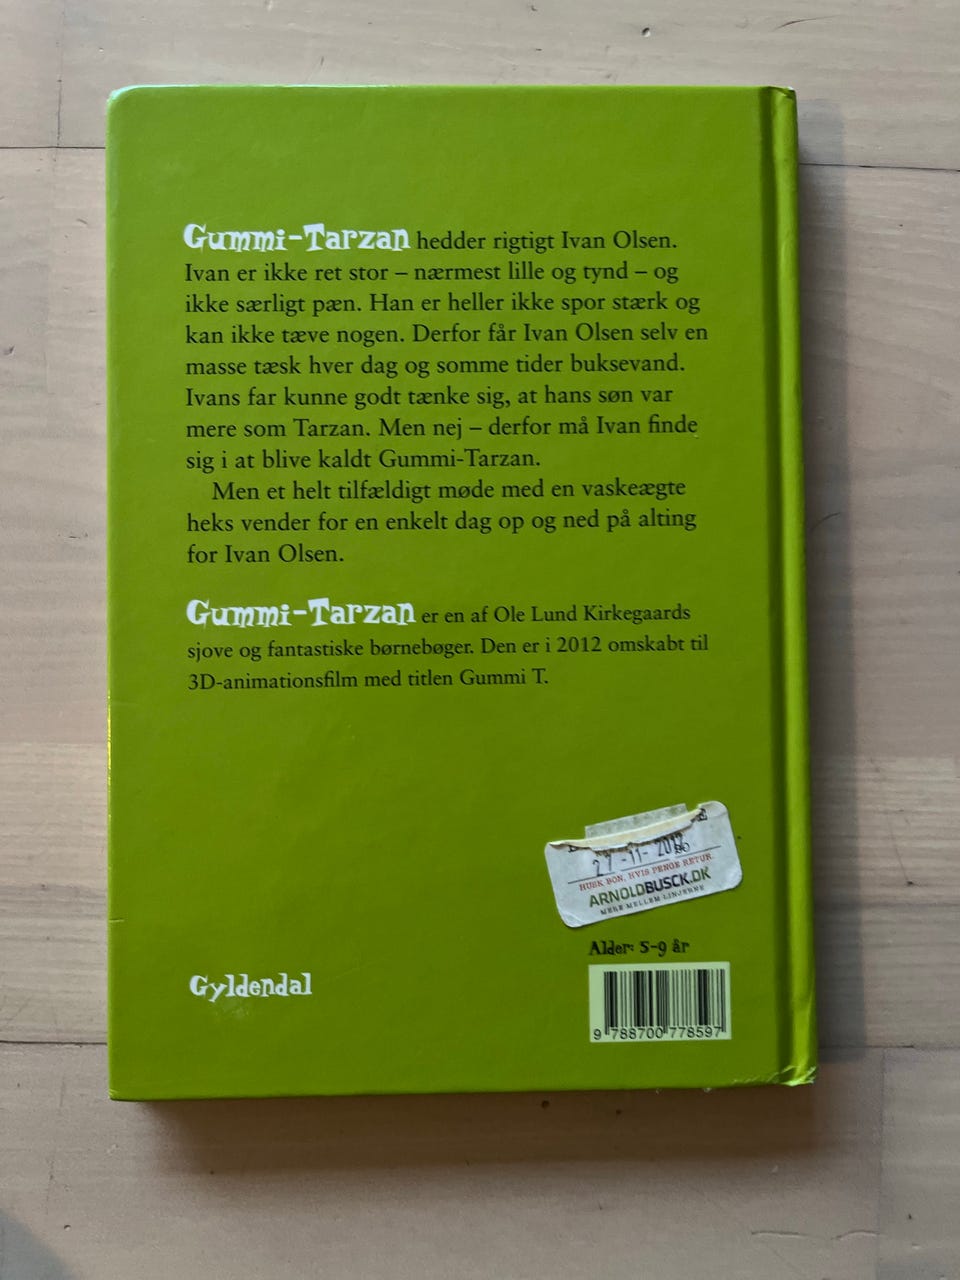 Gummi-Tarzan hedder rigtigt Ivan Olsen.
Ivan er ikke ret stor – nærmest lille og tynd – og
ikke særligt pæn. Han er heller ikke spor stærk og
kan ikke tæve nogen. Derfor får Ivan Olsen selv en
masse tæsk hver dag og somme tider buksevand.
Ivans far kunne godt tænke sig, at hans søn var
mere som Tarzan. Men nej – derfor må Ivan finde
sig i at blive kaldt Gummi-Tarzan.
Men et helt tilfældigt møde med en vaskeægte
heks vender for en enkelt dag op og ned på alting
for Ivan Olsen.
Gummi-Tarzan er en af Ole Lund Kirkegaards
sjove og fantastiske børnebøger. Den er i 2012 omskabt til
3D-animationsfilm med titlen Gummi T.
27-11-2012
HUSK BON, HVIS PENGE RETUR.
ARNOLDBUSCK.DK
MERE MELLEM LINJERNE
Alder: 5-9 år
Gyldendal
9 788700 778597